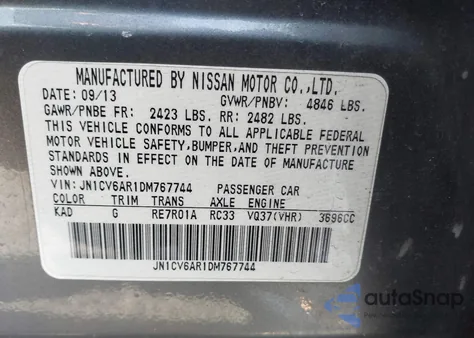 MANUFACTURED BY NISSAN MOTOR CO.,LTD.
DATE: 09/13 GVWR/PNBV: 4846 LBS.
GAWR/PNBE FR: 2423 LBS. RR: 2482 LBS.
THIS VEHICLE CONFORMS TO ALL APPLICABLE FEDERAL
MOTOR VEHICLE SAFETY,BUMPER,AND THEFT PREVENTION
STANDARDS IN EFFECT ON THE DATE OF MANUFACTURE
SHOWN ABOVE.
VIN: JN1CV6AR1DM767744 PASSENGER CAR
COLOR TRIM TRANS AXLE ENGINE
KAD G RE7R01A RC33 VQ37(VHR) 3696CC
JN1CV6AR1DM767744
autoSnap